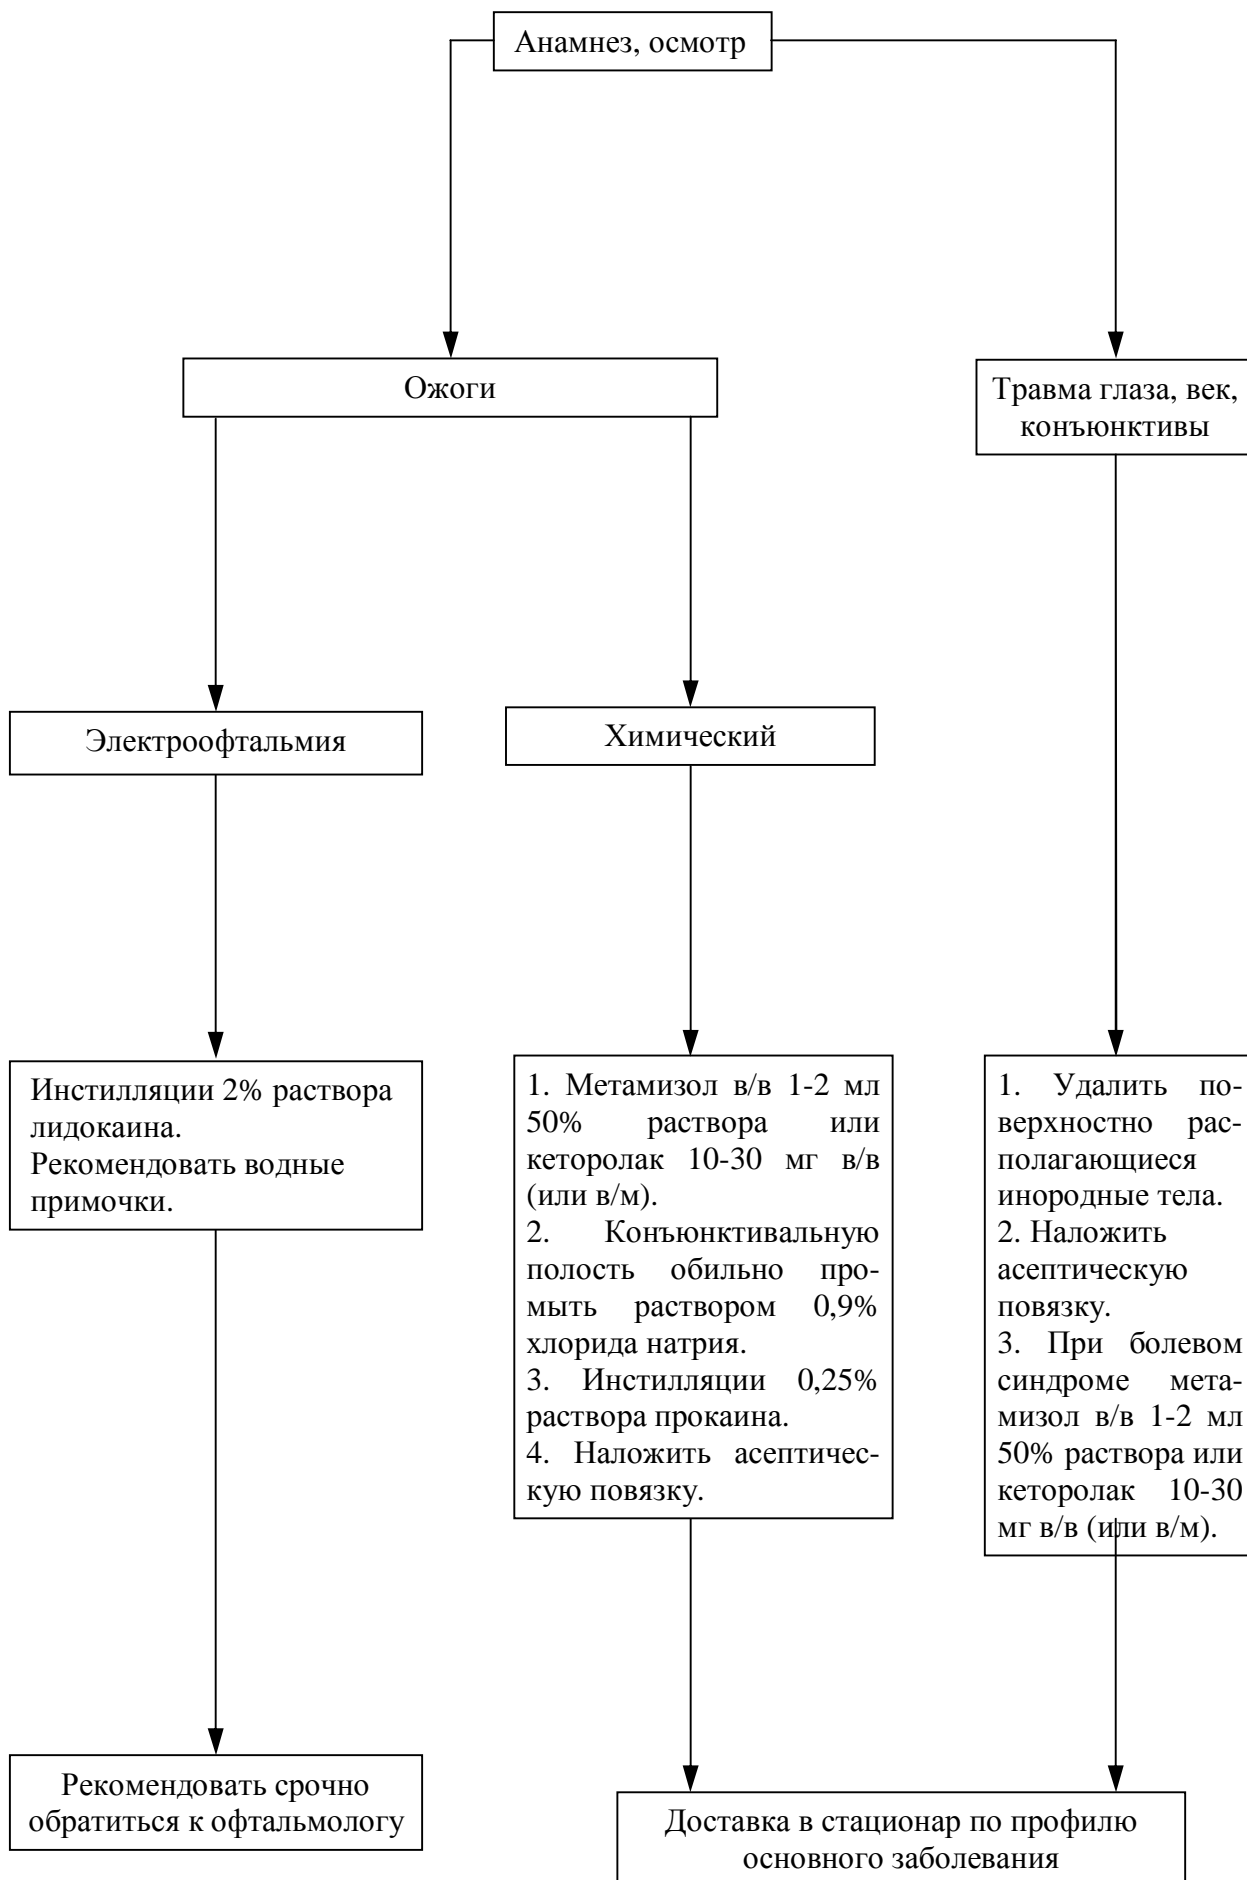 Анамнез, осмотр
Ожоги
Травма глаза, век,
конъюнктивы
Электроофтальмия
Химический
Инстилляции 2% раствора
лидокаина.
Рекомендовать водные
примочки.
1. Метамизол в/в 1-2 мл
50% раствора или
кеторолак 10-30 мг в/в
(или в/м).
2. Конъюнктивальную
полость обильно про-
мыть раствором 0,9%
хлорида натрия.
3. Инстилляции 0,25%
раствора прокаина.
4. Наложить асептичес-
кую повязку.
1. Удалить по-
верхностно рас-
полагающиеся
инородные тела.
2. Наложить
асептическую
повязку.
3. При болевом
синдроме мета-
мизол в/в 1-2 мл
50% раствора или
кеторолак 10-30
мг в/в (или в/м).
Рекомендовать срочно
обратиться к офтальмологу
Доставка в стационар по профилю
основного заболевания